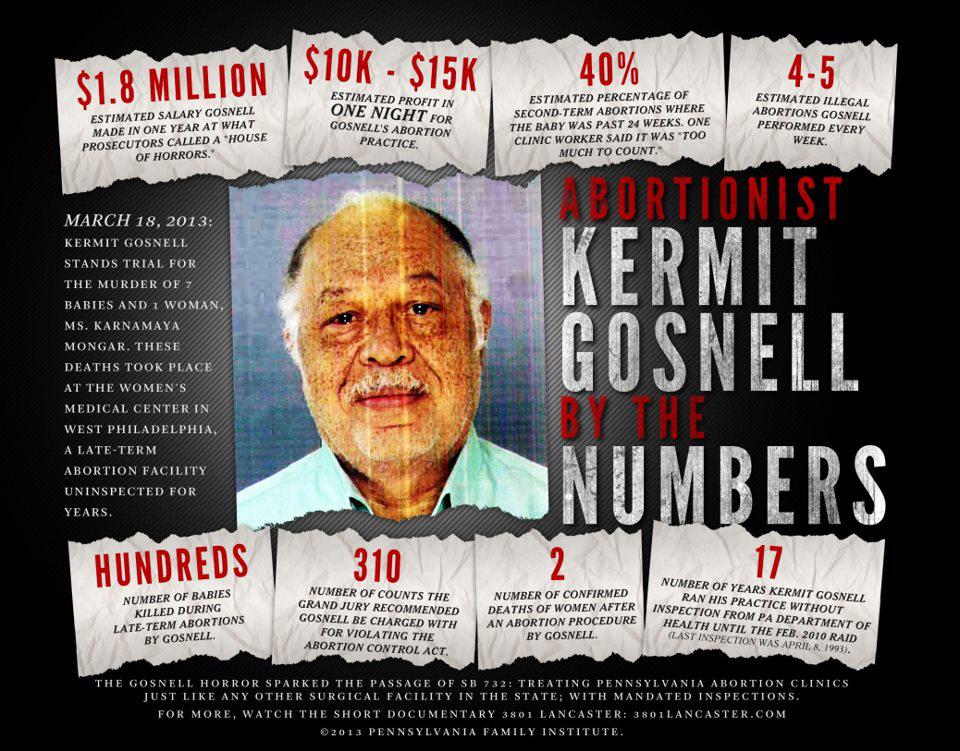 $1.8 MILLION
ESTIMATED SALARY GOSNELL
MADE IN ONE YEAR AT WHAT
PROSECUTORS CALLED A "HOUSE
OF HORRORS."
$10K - $15K
ESTIMATED PROFIT IN
ONE NIGHT FOR
GOSNELL'S ABORTION
PRACTICE.
40%
ESTIMATED PERCENTAGE OF
SECOND-TERM ABORTIONS WHERE
THE BABY WAS PAST 24 WEEKS. ONE
CLINIC WORKER SAID IT WAS "TOO
MUCH TO COUNT."
4-5
ESTIMATED ILLEGAL
ABORTIONS GOSNELL
PERFORMED EVERY
WEEK.
MARCH 18, 2013:
KERMIT GOSNELL
STANDS TRIAL FOR
THE MURDER OF 7
BABIES AND 1 WOMAN,
MS. KARNAMAYA
MONGAR. THESE
DEATHS TOOK PLACE
AT THE WOMEN'S
MEDICAL CENTER IN
WEST PHILADELPHIA,
A LATE-TERM
ABORTION FACILITY
UNINSPECTED FOR
YEARS.
ABORTIONIST
KERMIT
GOSNELL
BY THE
NUMBERS
HUNDREDS
NUMBER OF BABIES
KILLED DURING
LATE-TERM ABORTIONS
BY GOSNELL.
310
NUMBER OF COUNTS THE
GRAND JURY RECOMMENDED
GOSNELL BE CHARGED WITH
FOR VIOLATING THE
ABORTION CONTROL ACT.
2
NUMBER OF CONFIRMED
DEATHS OF WOMEN AFTER
AN ABORTION PROCEDURE
BY GOSNELL.
17
NUMBER OF YEARS KERMIT GOSNELL
RAN HIS PRACTICE WITHOUT
INSPECTION FROM PA DEPARTMENT OF
HEALTH UNTIL THE FEB. 2010 RAID
(LAST INSPECTION WAS APRIL 8, 1993).
THE GOSNELL HORROR SPARKED THE PASSAGE OF SB 732: TREATING PENNSYLVANIA ABORTION CLINICS
JUST LIKE ANY OTHER SURGICAL FACILITY IN THE STATE; WITH MANDATED INSPECTIONS.
FOR MORE, WATCH THE SHORT DOCUMENTARY 3801 LANCASTER: 3801LANCASTER.COM
©2013 PENNSYLVANIA FAMILY INSTITUTE.